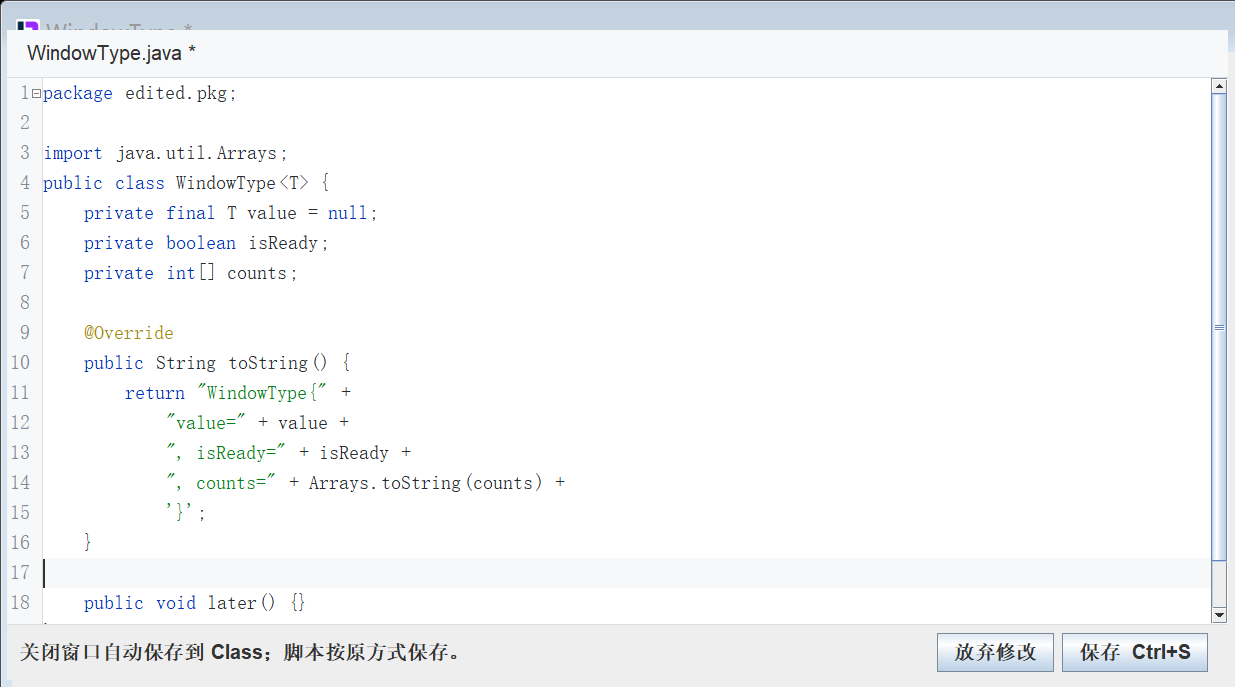 WindowType.java *
1 package edited.pkg;
2
3 import java.util.Arrays;
4 public class WindowType<T> {
5     private final T value = null;
6     private boolean isReady;
7     private int[] counts;
8
9     @Override
10     public String toString() {
11         return "WindowType{" +
12             "value=" + value +
13             ", isReady=" + isReady +
14             ", counts=" + Arrays.toString(counts) +
15             '}';
16     }
17
18     public void later() {}
关闭窗口自动保存到 Class；脚本按原方式保存。
放弃修改
保存 Ctrl+S